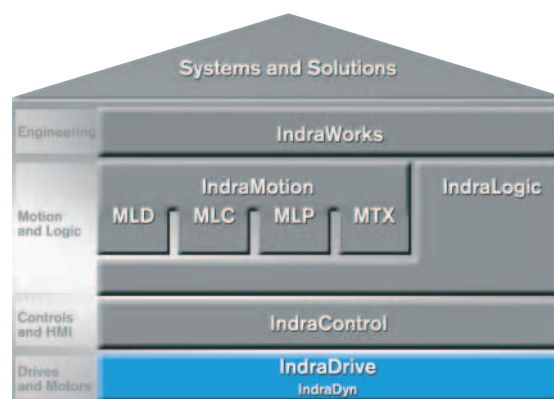 Systems and Solutions
Engineering
IndraWorks
IndraMotion
IndraLogic
Motion
and Logic
MLD MLC MLP MTX
Controls
and HMI
IndraControl
Drives
and Motors
IndraDrive
IndraDyn